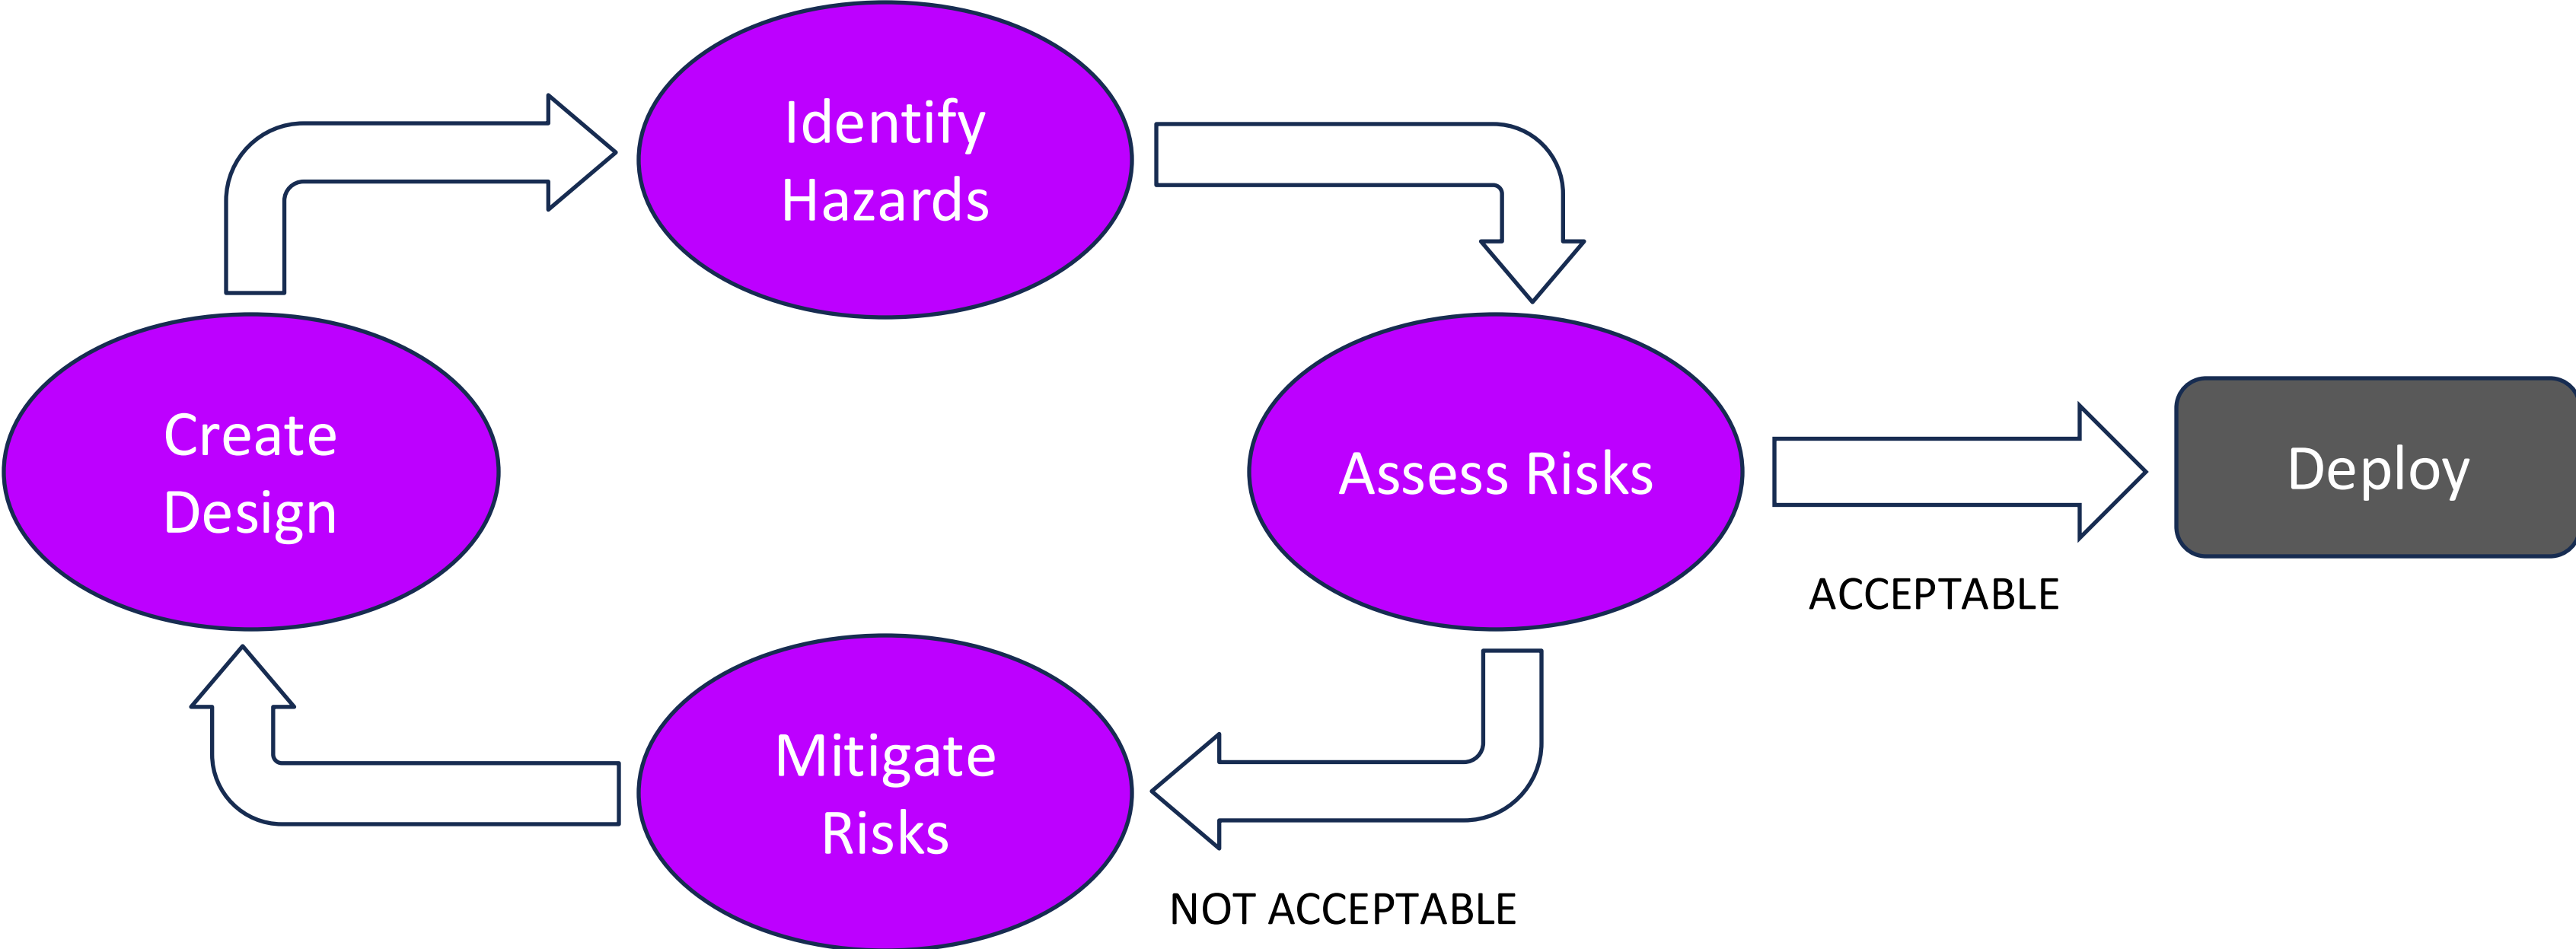 Identify
Hazards
Create
Design
Assess Risks
Deploy
ACCEPTABLE
Mitigate
Risks
NOT ACCEPTABLE